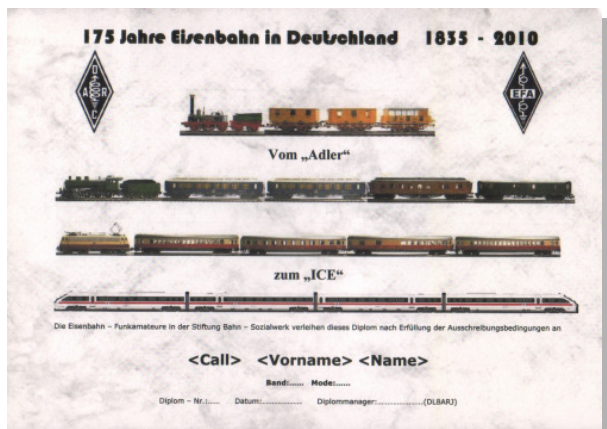 175 Jahre Eisenbahn in Deutschland 1835 - 2010
D
A R
C
EFA
Vom „Adler“
zum „ICE“
Die Eisenbahn – Funkamateure in der Stiftung Bahn – Sozialwerk verleihen dieses Diplom nach Erfüllung der Ausschreibungsbedingungen an
<Call> <Vorname> <Name>
Band:...... Mode:......
Diplom – Nr.:..... Datum:.................. Diplommanager:.....................(DL8ARJ)